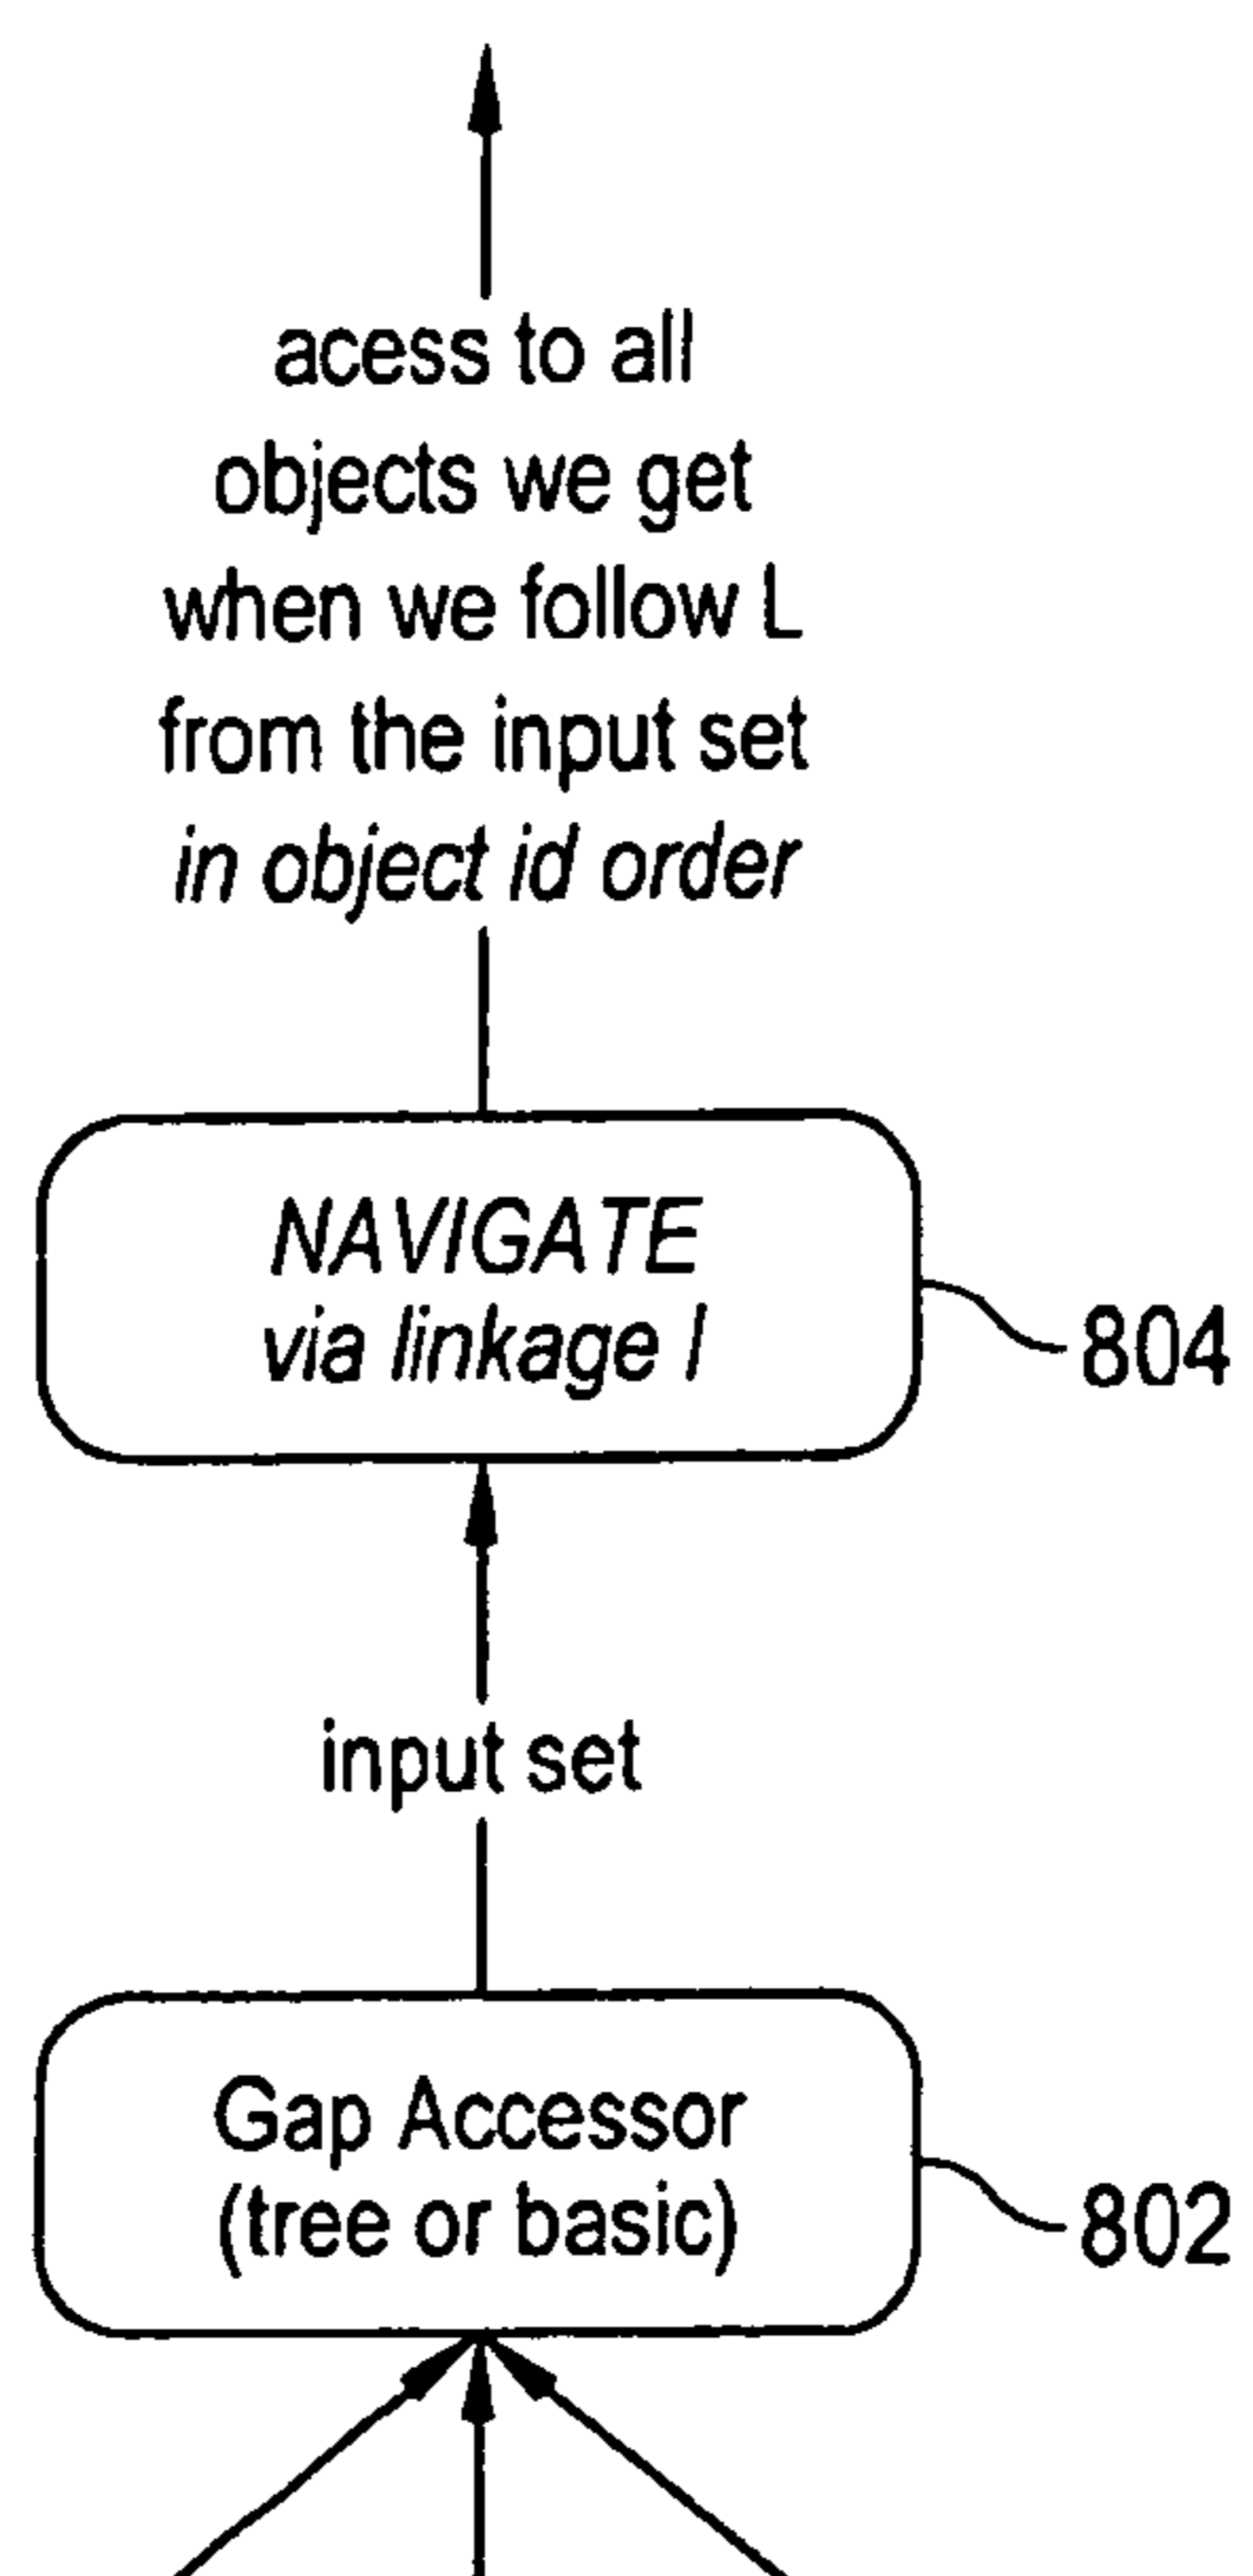 acess to all
objects we get
when we follow L
from the input set
in object id order
NAVIGATE
via linkage l
804
input set
Gap Accessor
(tree or basic)
802